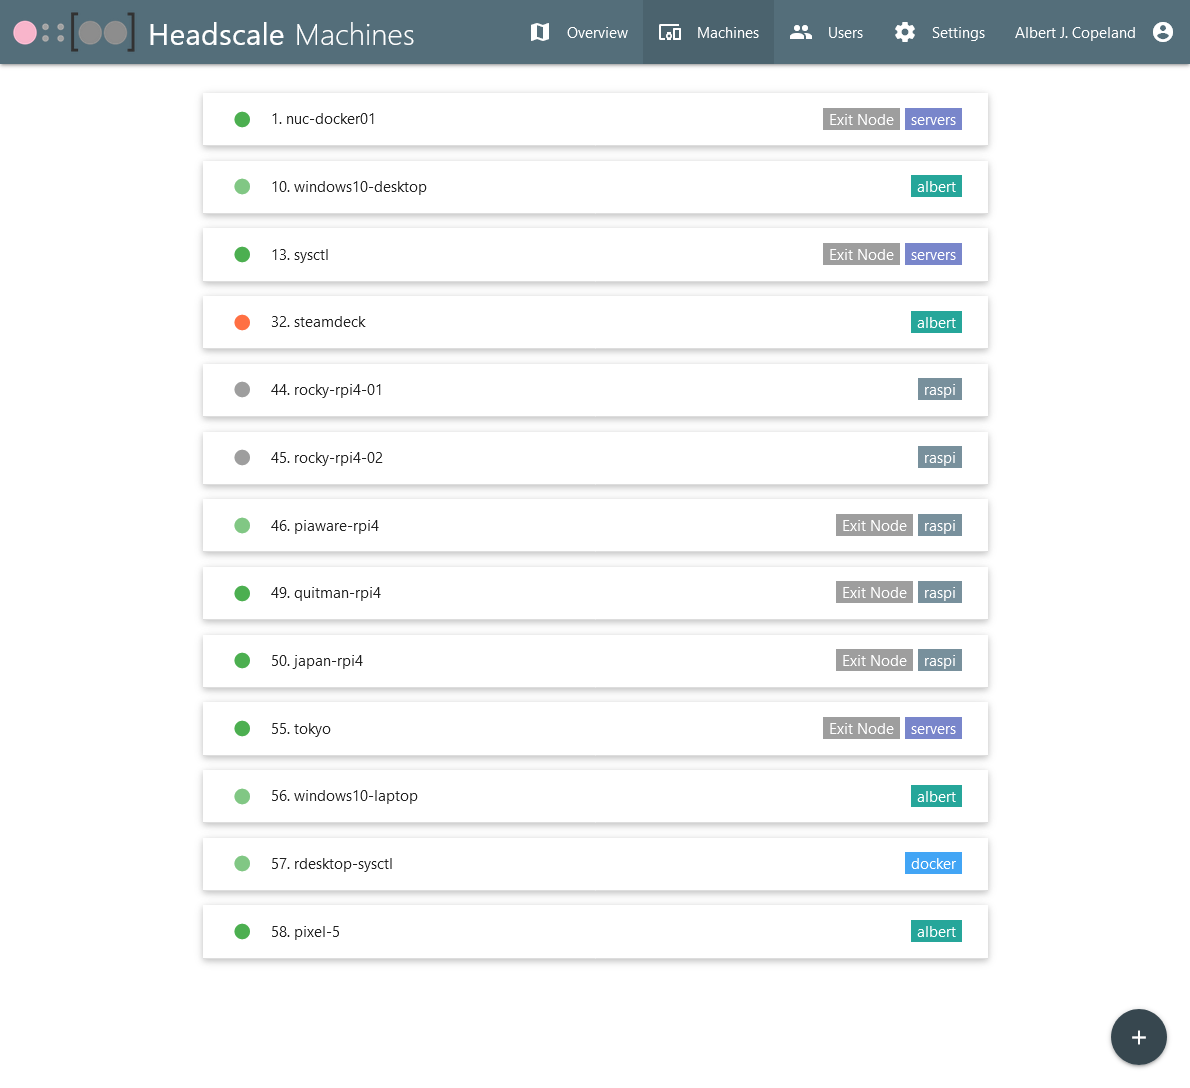 Headscale Machines
Overview
Machines
Users
Settings
Albert J. Copeland
1. nuc-docker01 Exit Node servers
10. windows10-desktop albert
13. sysctl Exit Node servers
32. steamdeck albert
44. rocky-rpi4-01 raspi
45. rocky-rpi4-02 raspi
46. piaware-rpi4 Exit Node raspi
49. quitman-rpi4 Exit Node raspi
50. japan-rpi4 Exit Node raspi
55. tokyo Exit Node servers
56. windows10-laptop albert
57. rdesktop-sysctl docker
58. pixel-5 albert